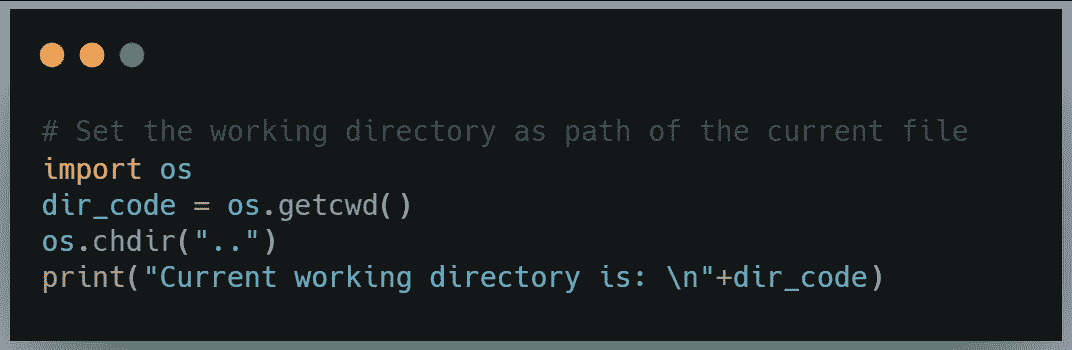 # Set the working directory as path of the current file
import os
dir_code = os.getcwd()
os.chdir("..")
print("Current working directory is: \n"+dir_code)